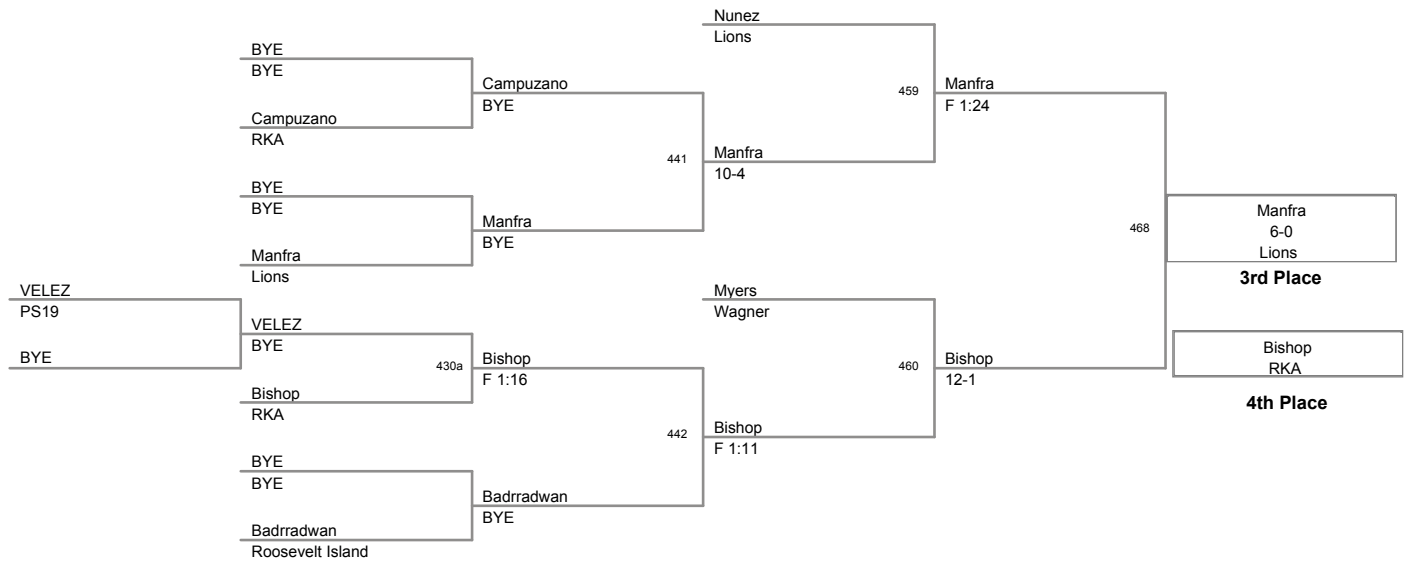 Nunez
Lions
BYE
BYE
Campuzano
BYE
459
Manfra
F 1:24
Campuzano
RKA
441
Manfra
10-4
BYE
BYE
Manfra
BYE
468
Manfra
6-0
Lions
3rd Place
Manfra
Lions
VELEZ
PS19
Myers
Wagner
VELEZ
BYE
BYE
430a
Bishop
F 1:16
460
Bishop
12-1
Bishop
RKA
4th Place
Bishop
RKA
442
Bishop
F 1:11
BYE
BYE
Badrradwan
BYE
Badrradwan
Roosevelt Island